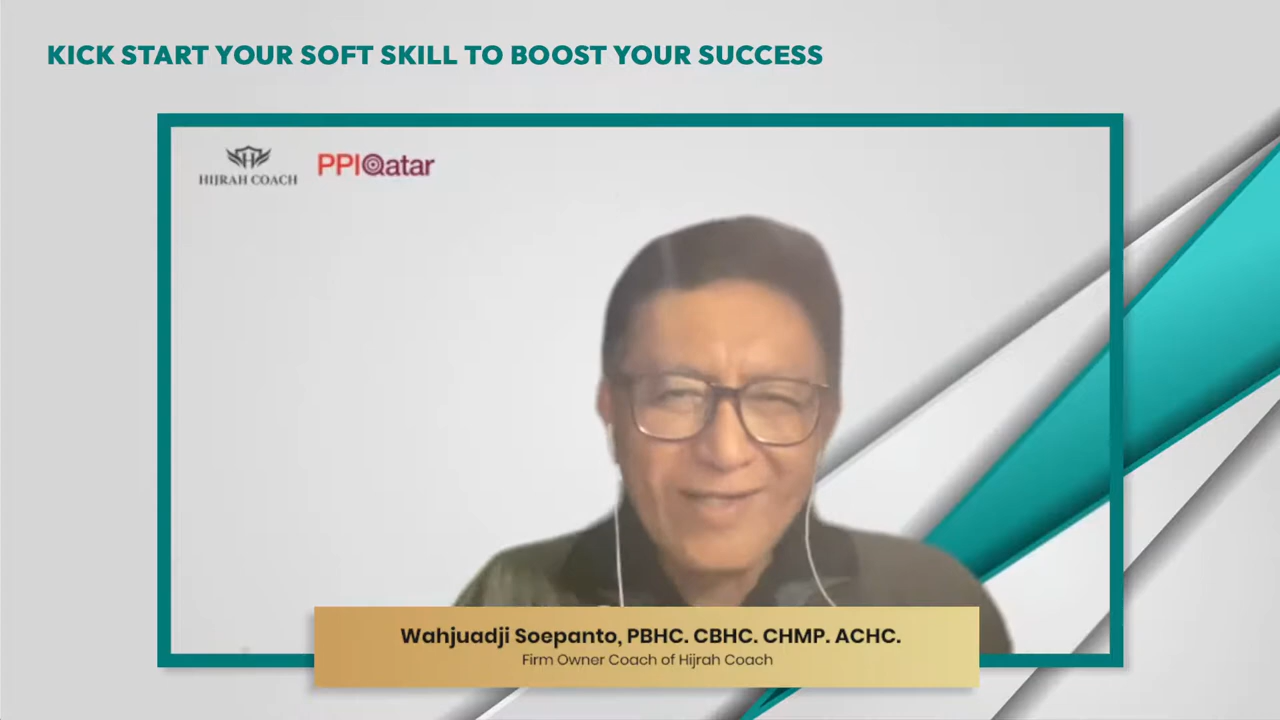 KICK START YOUR SOFT SKILL TO BOOST YOUR SUCCESS
HIJRAH COACH
PPIQatar
Wahjuadji Soepanto, PBHC. CBHC. CHMP. ACHC.
Firm Owner Coach of Hijrah Coach